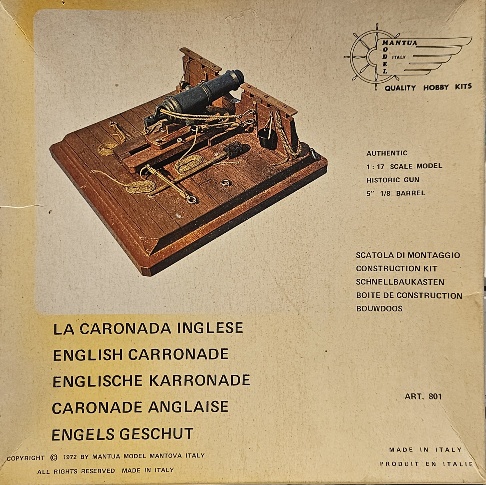 MANTUA
MODEL
ITALY
QUALITY HOBBY KITS
AUTHENTIC
1:17 SCALE MODEL
HISTORIC GUN
5" 1/8 BARREL
SCATOLA DI MONTAGGIO
CONSTRUCTION KIT
SCHNELLBAUKASTEN
BOITE DE CONSTRUCTION
BOUWDOOS
LA CARONADA INGLESE
ENGLISH CARRONADE
ENGLISCHE KARRONADE
CARONADE ANGLAISE
ENGELS GESCHUT
ART. 801
COPYRIGHT © 1972 BY MANTUA MODEL MANTOVA ITALY
ALL RIGHTS RESERVED MADE IN ITALY
MADE IN ITALY
PRODUIT EN ITALIE